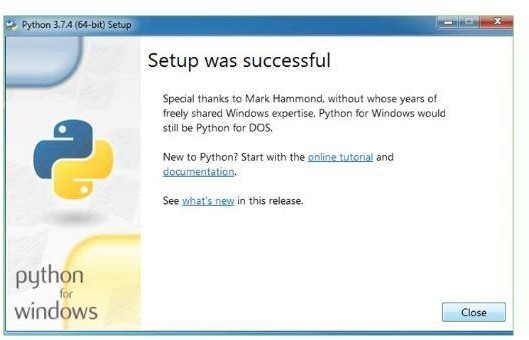 Python 3.7.4 (64-bit) Setup
Setup was successful
Special thanks to Mark Hammond, without whose years of
freely shared Windows expertise, Python for Windows would
still be Python for DOS.
New to Python? Start with the online tutorial and
documentation.
See what's new in this release.
python
for
windows
Close